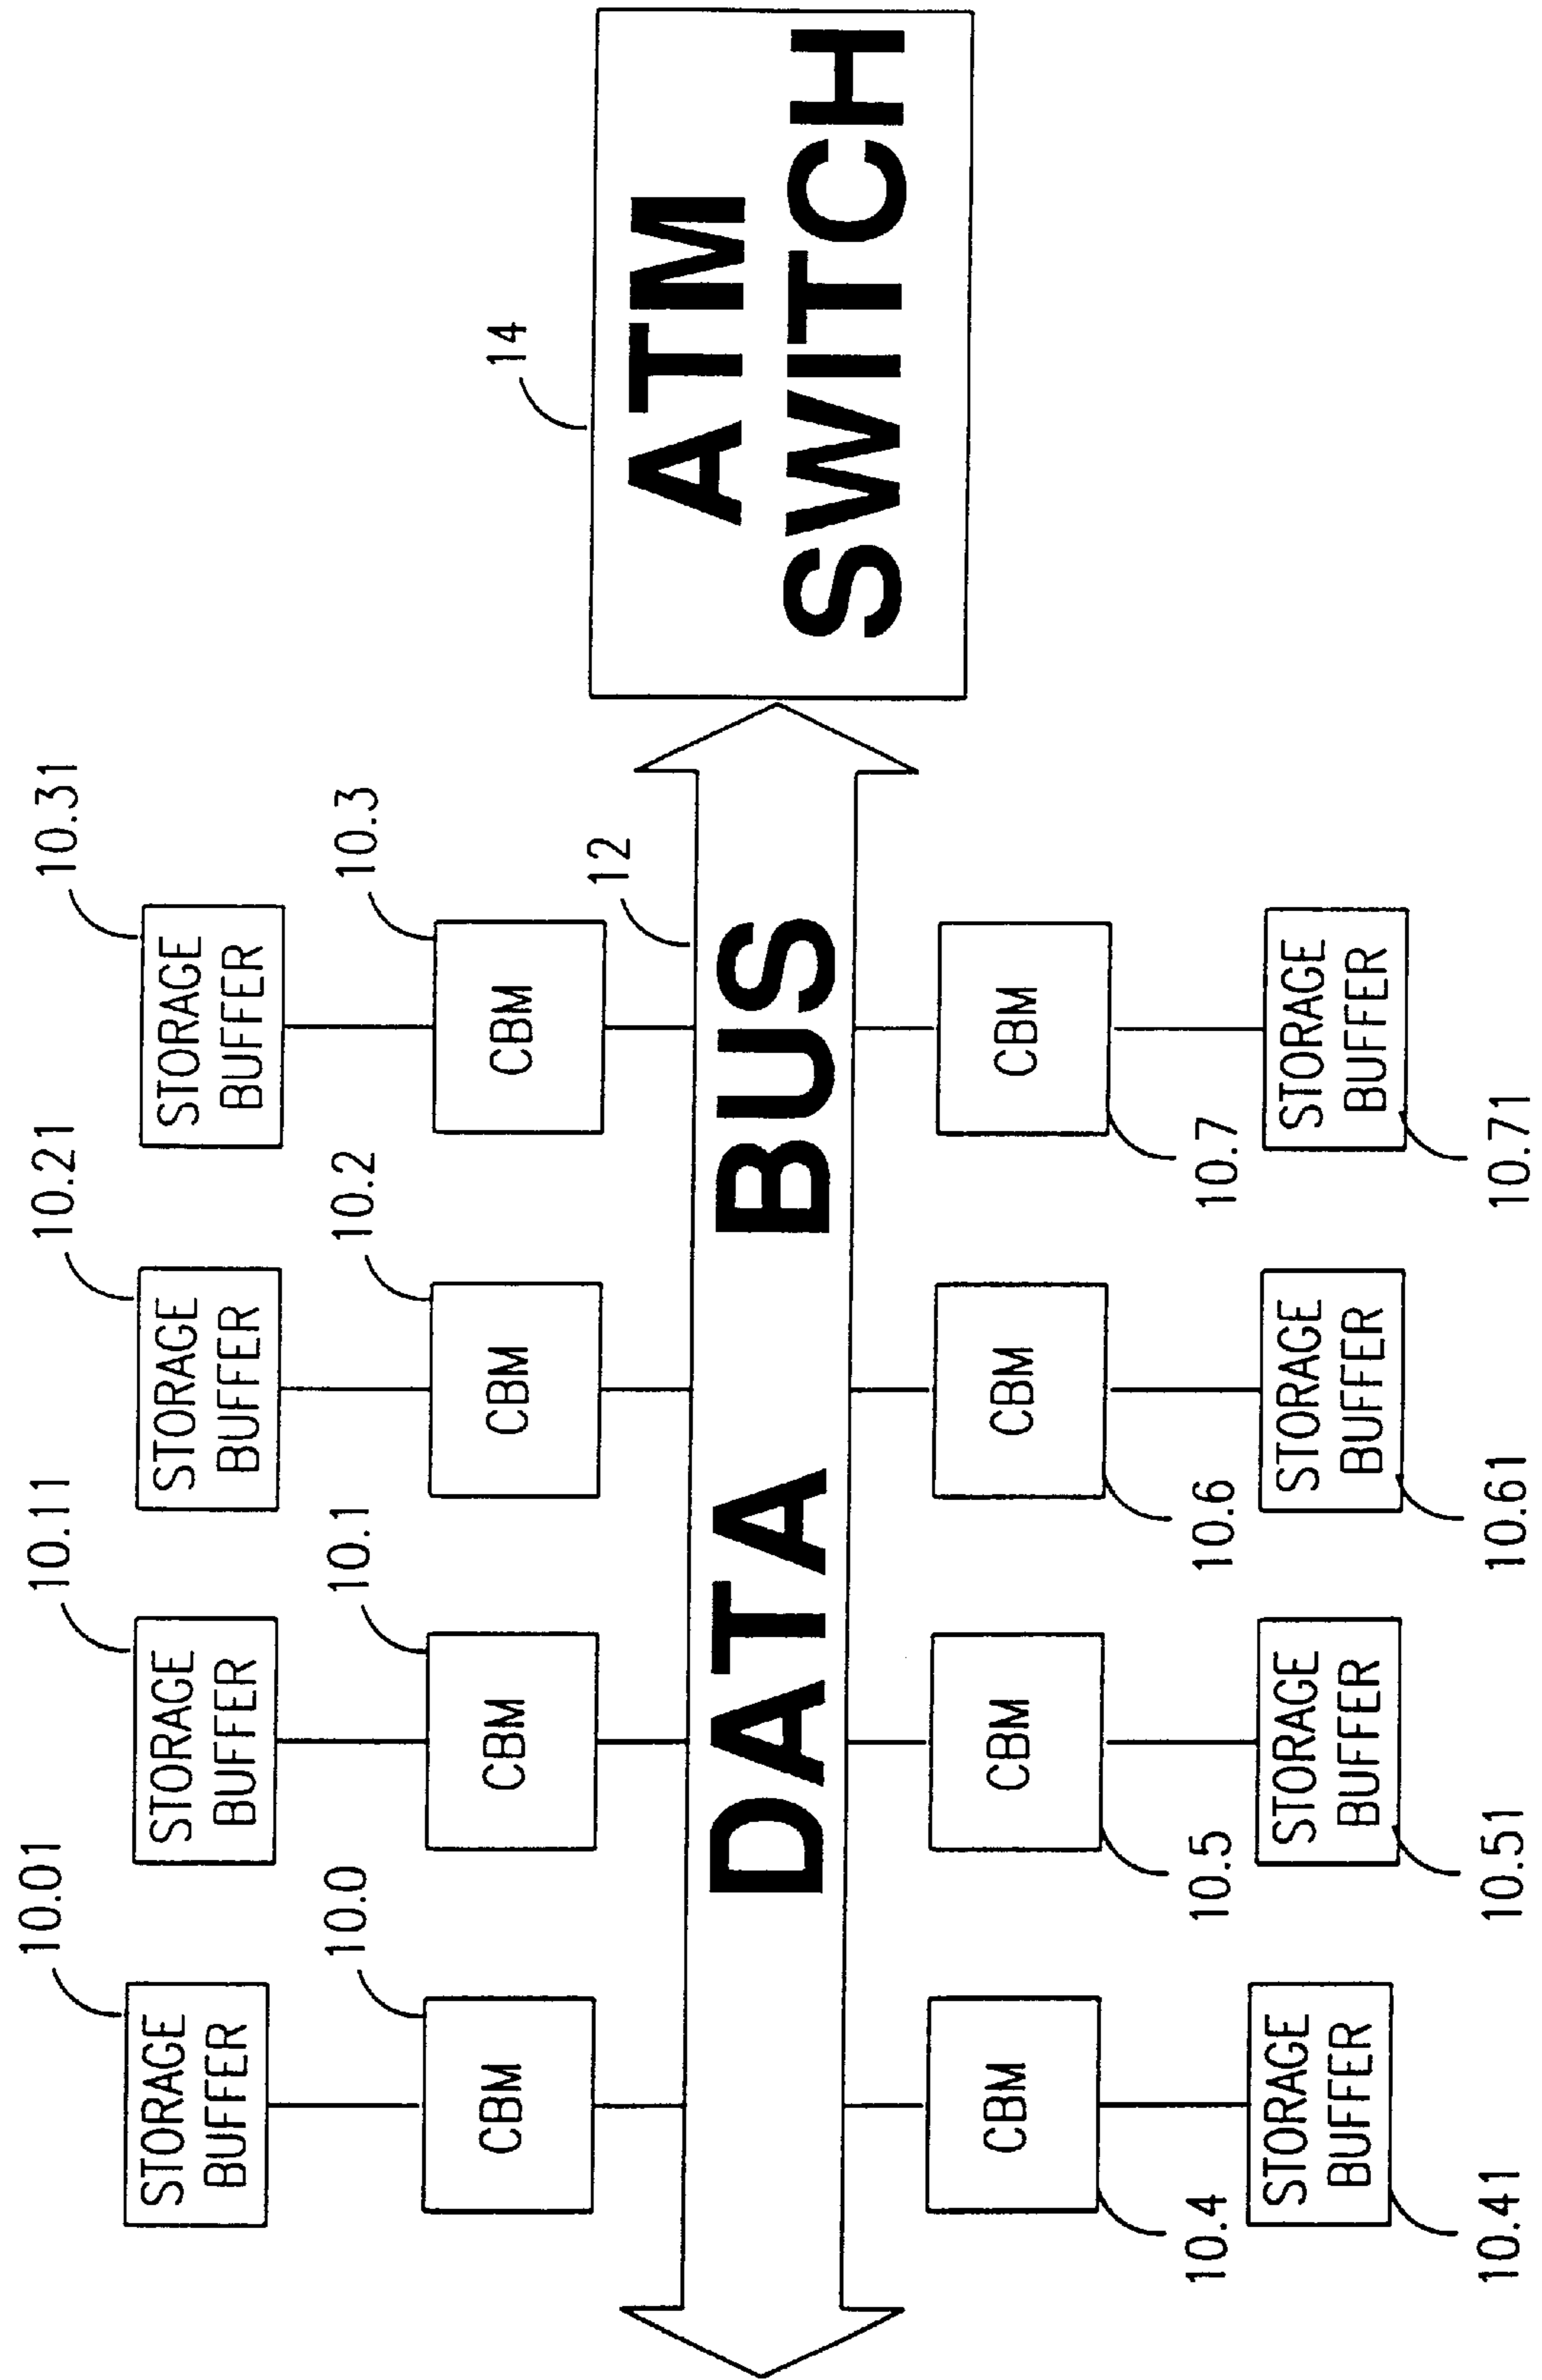 10.01
10.11
10.21
10.31
STORAGE
BUFFER
STORAGE
BUFFER
STORAGE
BUFFER
STORAGE
BUFFER
10.0
10.1
10.2
10.3
CBM
CBM
CBM
CBM
12
14
DATA BUS
ATM
SWITCH
CBM
CBM
CBM
CBM
10.4
10.5
10.6
10.7
STORAGE
BUFFER
STORAGE
BUFFER
STORAGE
BUFFER
STORAGE
BUFFER
10.41
10.51
10.61
10.71